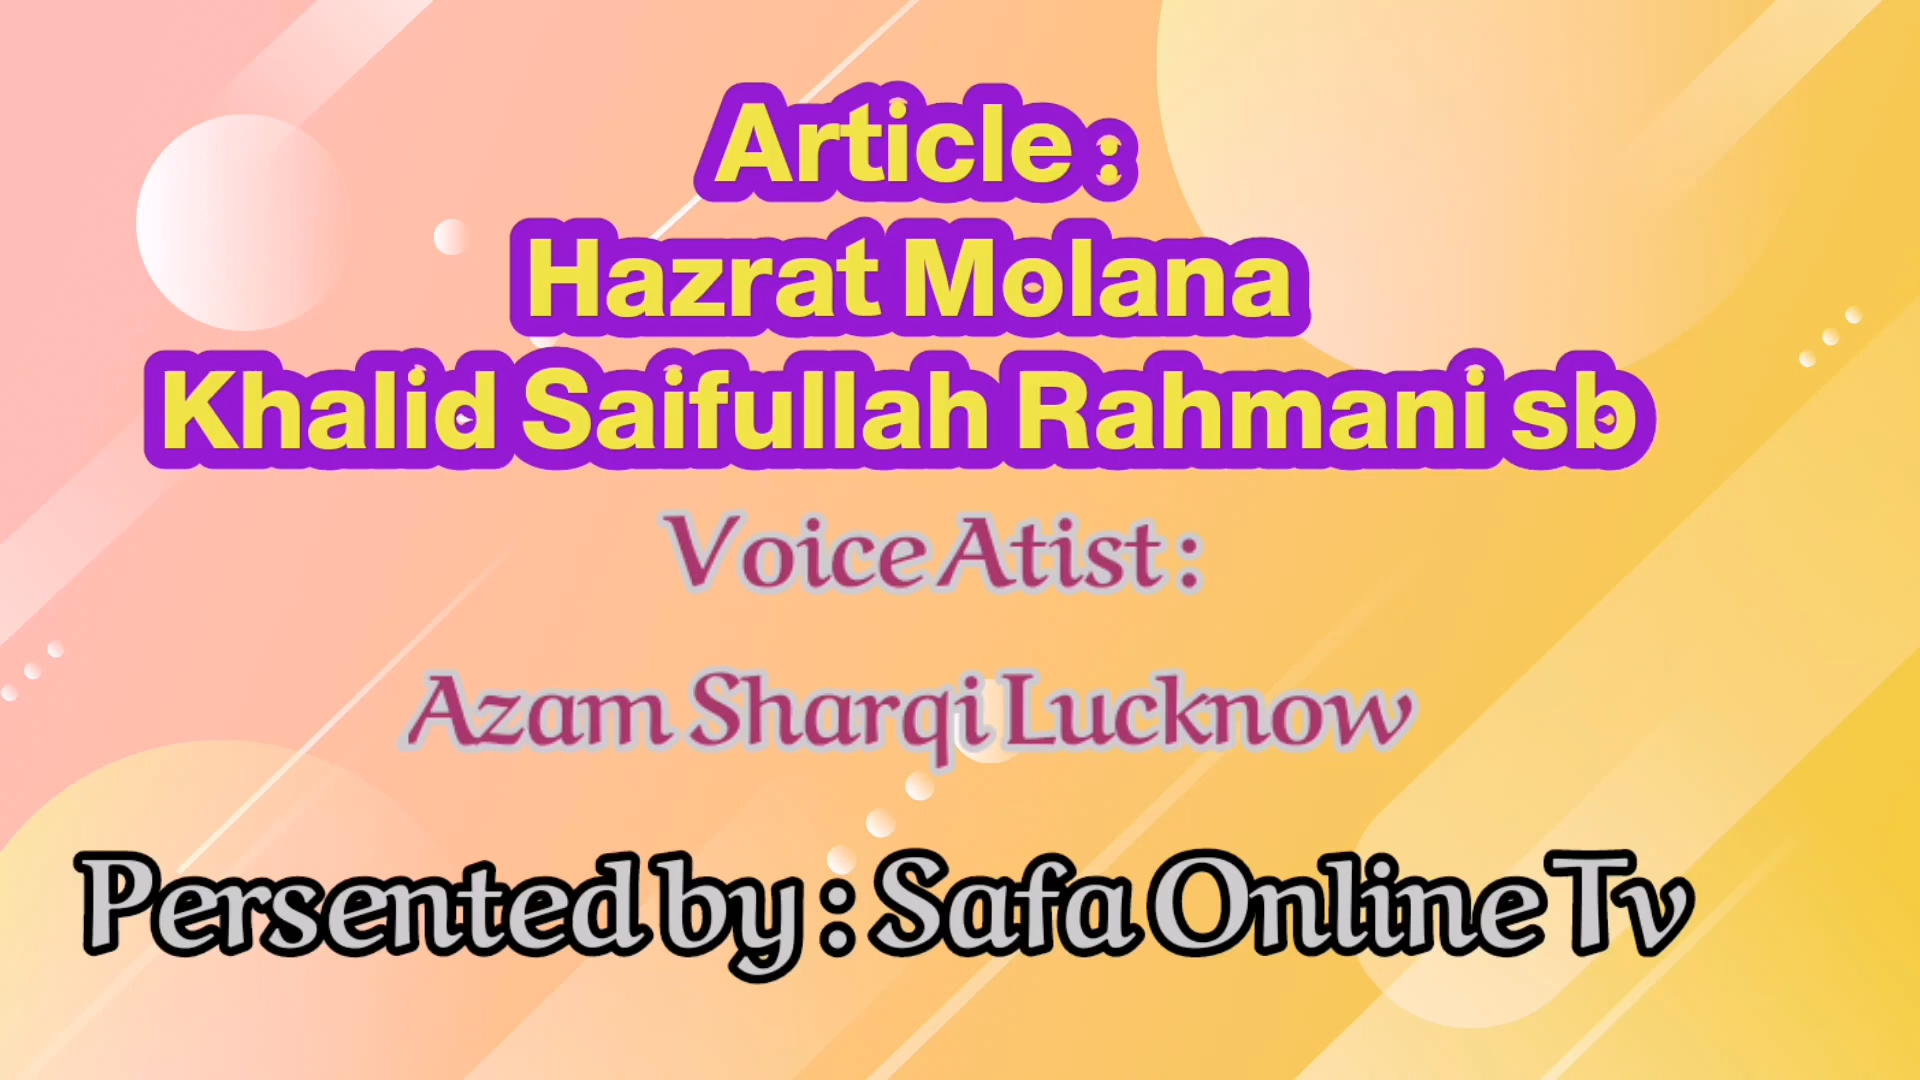 Article :
Hazrat Molana
Khalid Saifullah Rahmani sb
Voice Atist :
Azam Sharqi Lucknow
Persented by : Safa Online Tv